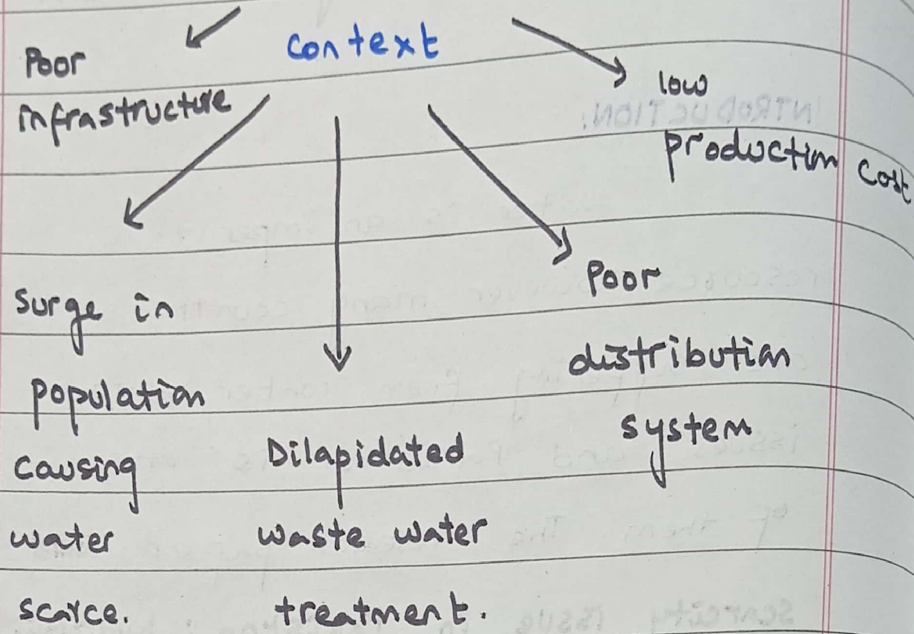 context
Poor
infrastructure
low
production cost
Surge in
population
causing
water
scarce.
Dilapidated
waste water
treatment.
Poor
distribution
system
INTRODUCTION: